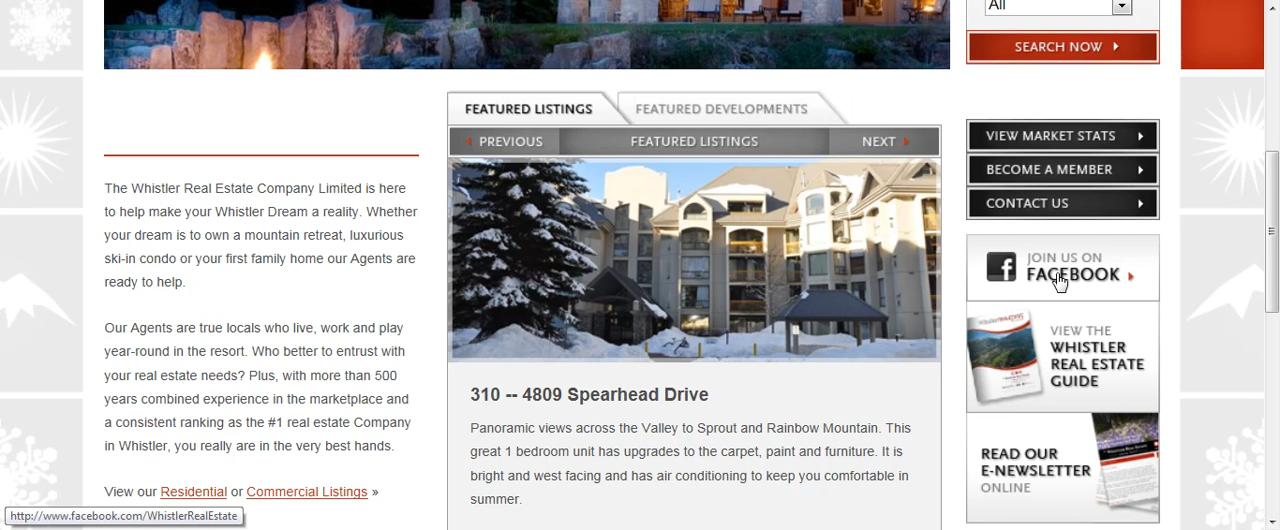 All
SEARCH NOW
FEATURED LISTINGS
FEATURED DEVELOPMENTS
PREVIOUS
FEATURED LISTINGS
NEXT
The Whistler Real Estate Company Limited is here
to help make your Whistler Dream a reality. Whether
your dream is to own a mountain retreat, luxurious
ski-in condo or your first family home our Agents are
ready to help.
Our Agents are true locals who live, work and play
year-round in the resort. Who better to entrust with
your real estate needs? Plus, with more than 500
years combined experience in the marketplace and
a consistent ranking as the #1 real estate Company
in Whistler, you really are in the very best hands.
View our Residential or Commercial Listings »
310 -- 4809 Spearhead Drive
Panoramic views across the Valley to Sprout and Rainbow Mountain. This
great 1 bedroom unit has upgrades to the carpet, paint and furniture. It is
bright and west facing and has air conditioning to keep you comfortable in
summer.
VIEW MARKET STATS
BECOME A MEMBER
CONTACT US
JOIN US ON
FACEBOOK
VIEW THE
WHISTLER
REAL ESTATE
GUIDE
READ OUR
E-NEWSLETTER
ONLINE
http://www.facebook.com/WhistlerRealEstate